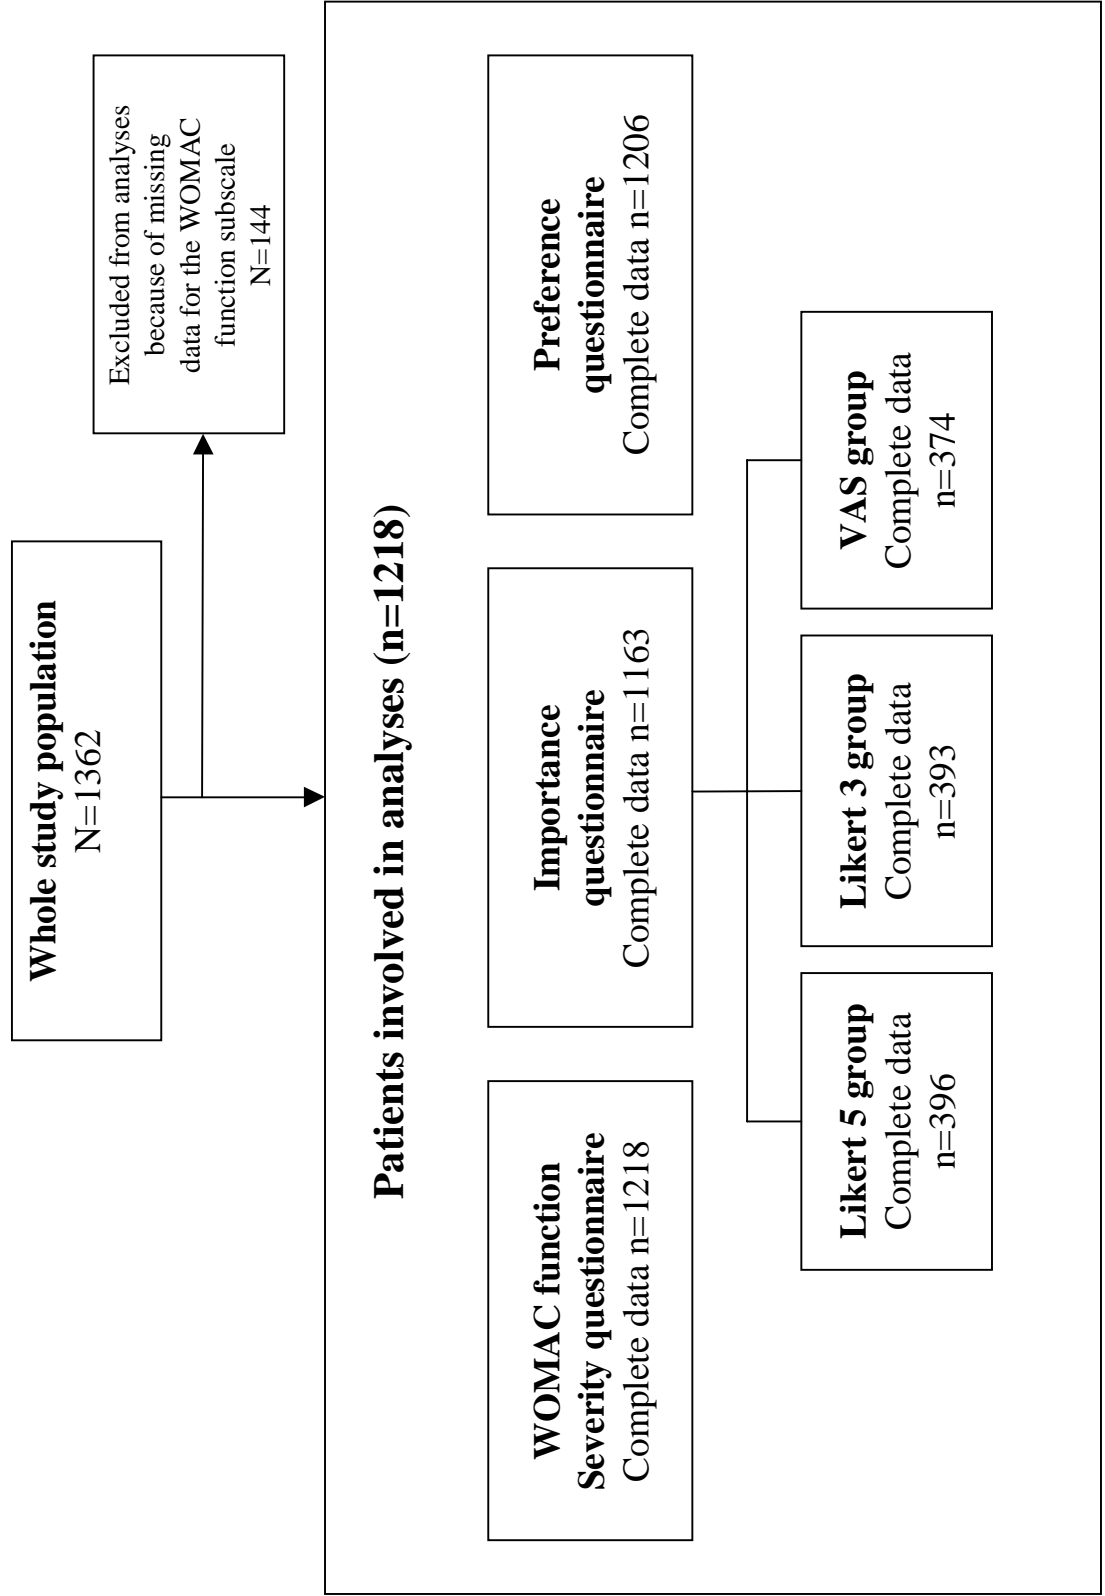 Whole study population
N=1362
Excluded from analyses
because of missing
data for the WOMAC
function subscale
N=144
Patients involved in analyses (n=1218)
WOMAC function
Severity questionnaire
Complete data n=1218
Importance
questionnaire
Complete data n=1163
Preference
questionnaire
Complete data n=1206
Likert 5 group
Complete data
n=396
Likert 3 group
Complete data
n=393
VAS group
Complete data
n=374